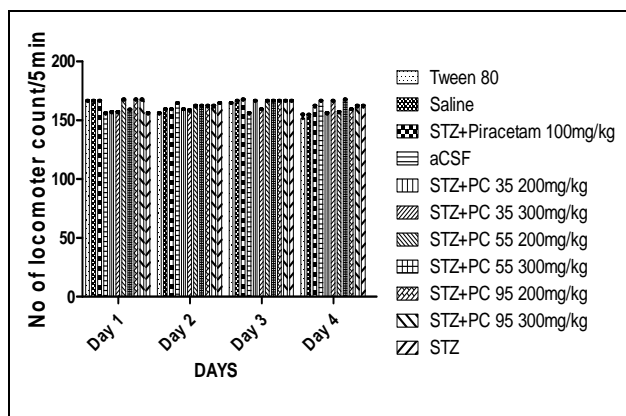 No of locomoter count/5min
200
150
100
50
0
Day 1
Day 2
Day 3
Day 4
DAYS
Tween 80
Saline
STZ+Piracetam 100mg/kg
aCSF
STZ+PC 35 200mg/kg
STZ+PC 35 300mg/kg
STZ+PC 55 200mg/kg
STZ+PC 55 300mg/kg
STZ+PC 95 200mg/kg
STZ+PC 95 300mg/kg
STZ